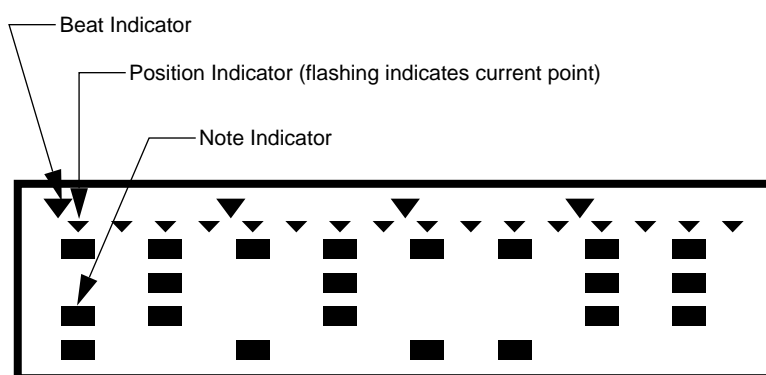 Beat Indicator
Position Indicator (flashing indicates current point)
Note Indicator